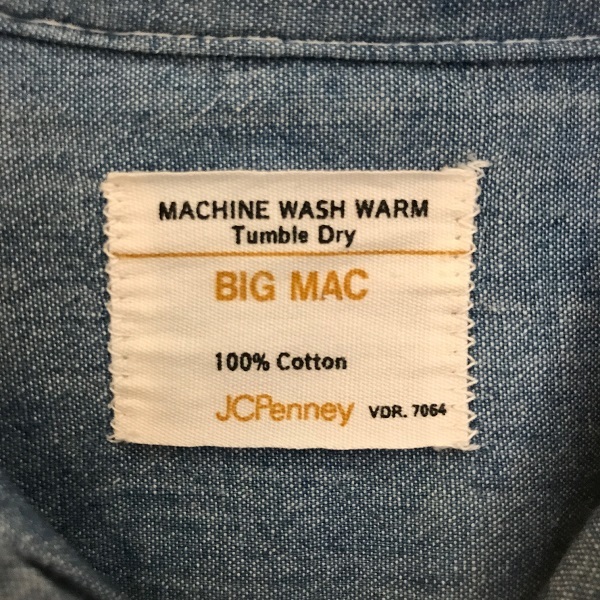 MACHINE WASH WARM
Tumble Dry
BIG MAC
100% Cotton
JCPenney VDR. 7064